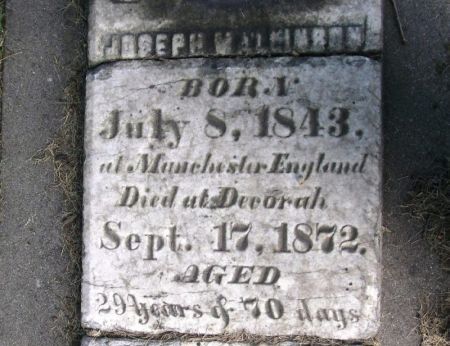 JOSEPH M ATKINSON
BORN
July 8, 1843,
at Manchester England
Died at Decorah
Sept. 17, 1872.
AGED
29 Years & 70 days